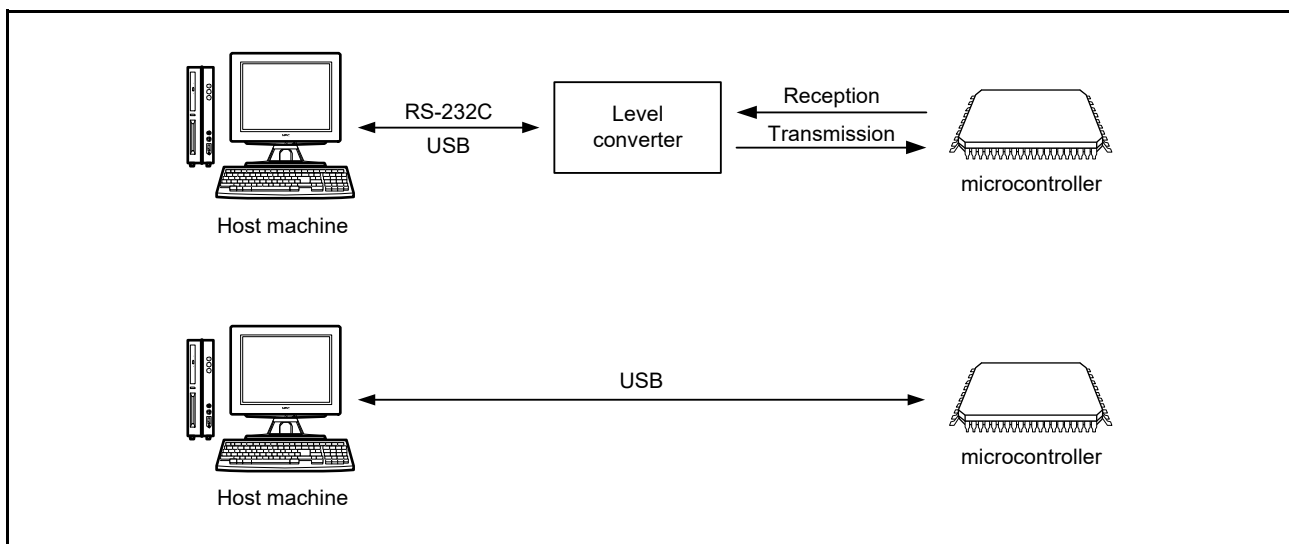 RS-232C
USB
Level
converter
Reception
Transmission
microcontroller
Host machine
USB
microcontroller
Host machine